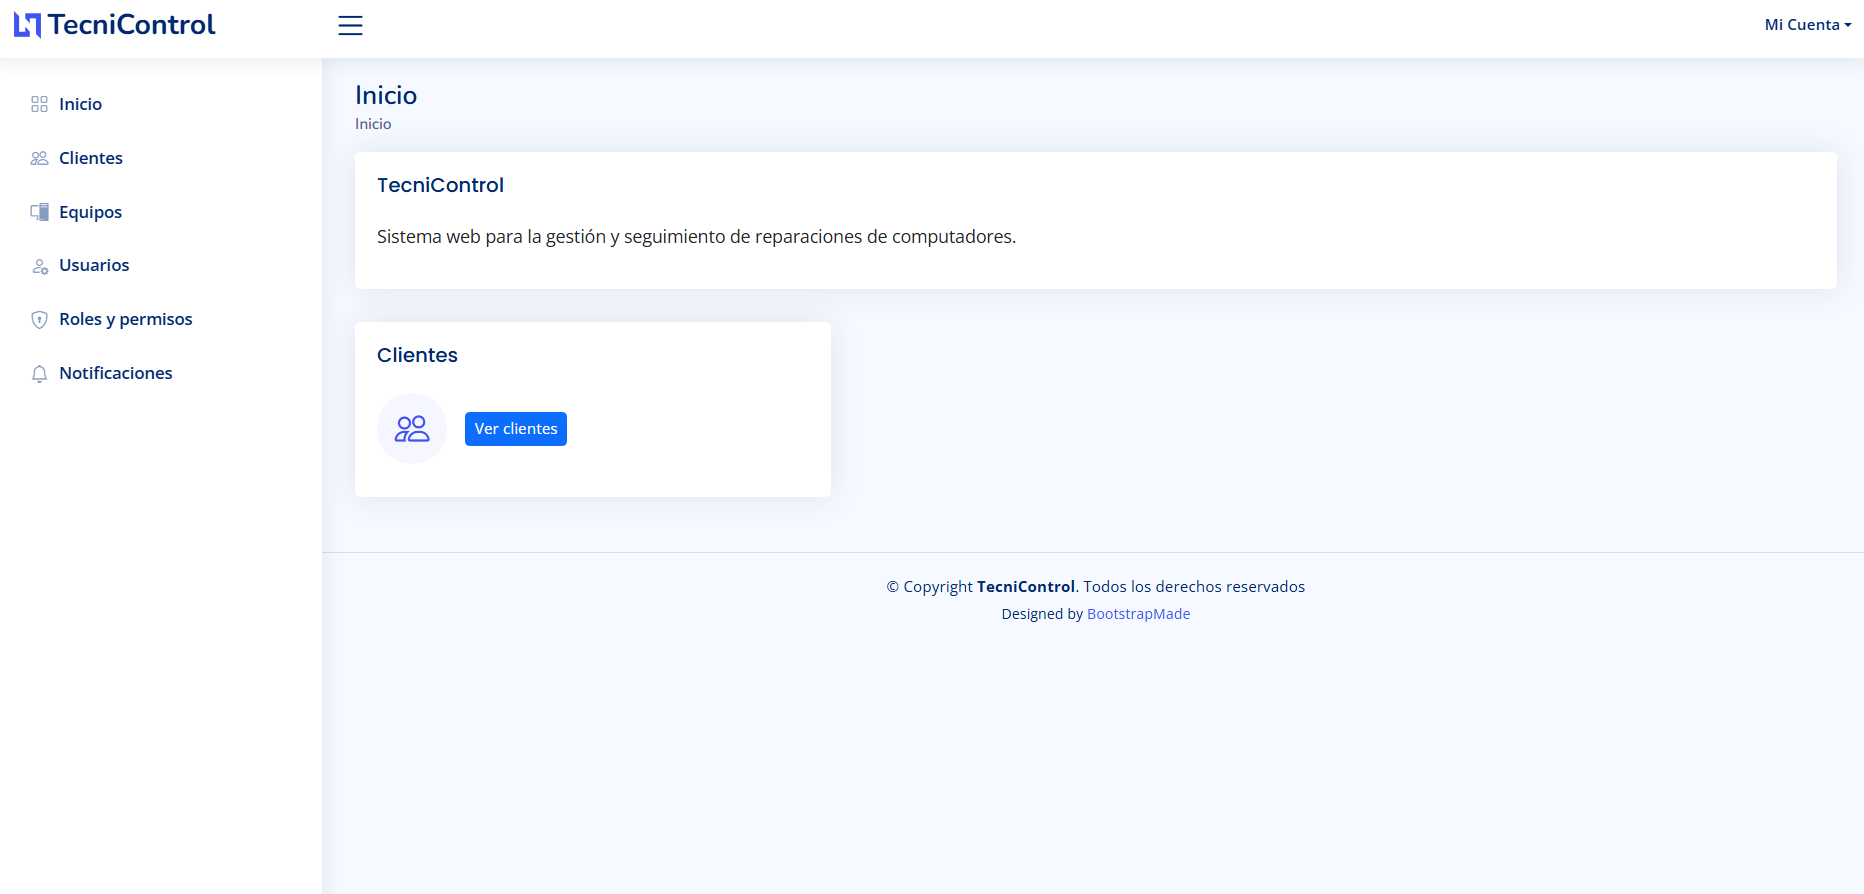 TecniControl
Mi Cuenta
Inicio
Clientes
Equipos
Usuarios
Roles y permisos
Notificaciones
Inicio
Inicio
TecniControl
Sistema web para la gestión y seguimiento de reparaciones de computadores.
Clientes
Ver clientes
© Copyright TecniControl. Todos los derechos reservados
Designed by BootstrapMade